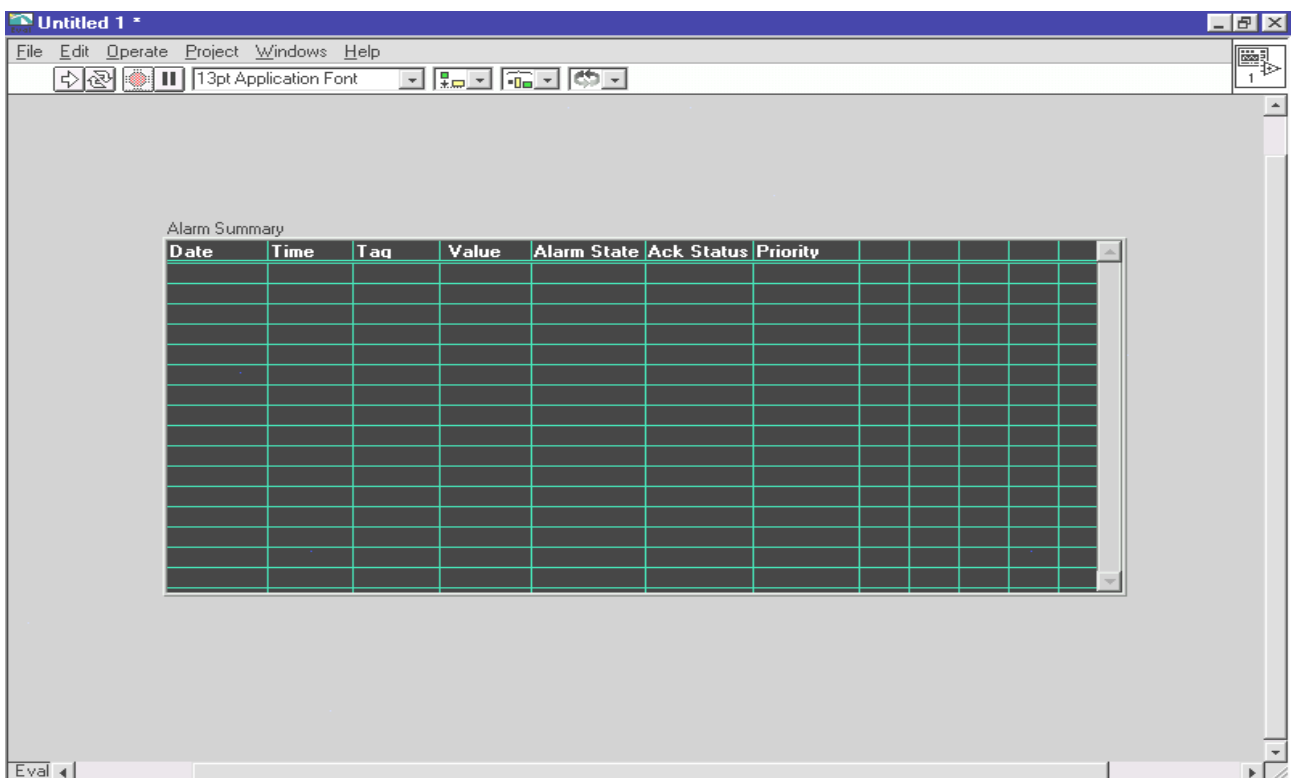 Untitled 1 *
File Edit Operate Project Windows Help
13pt Application Font
1
Alarm Summary
Date Time Tag Value Alarm State Ack Status Priority
Eval